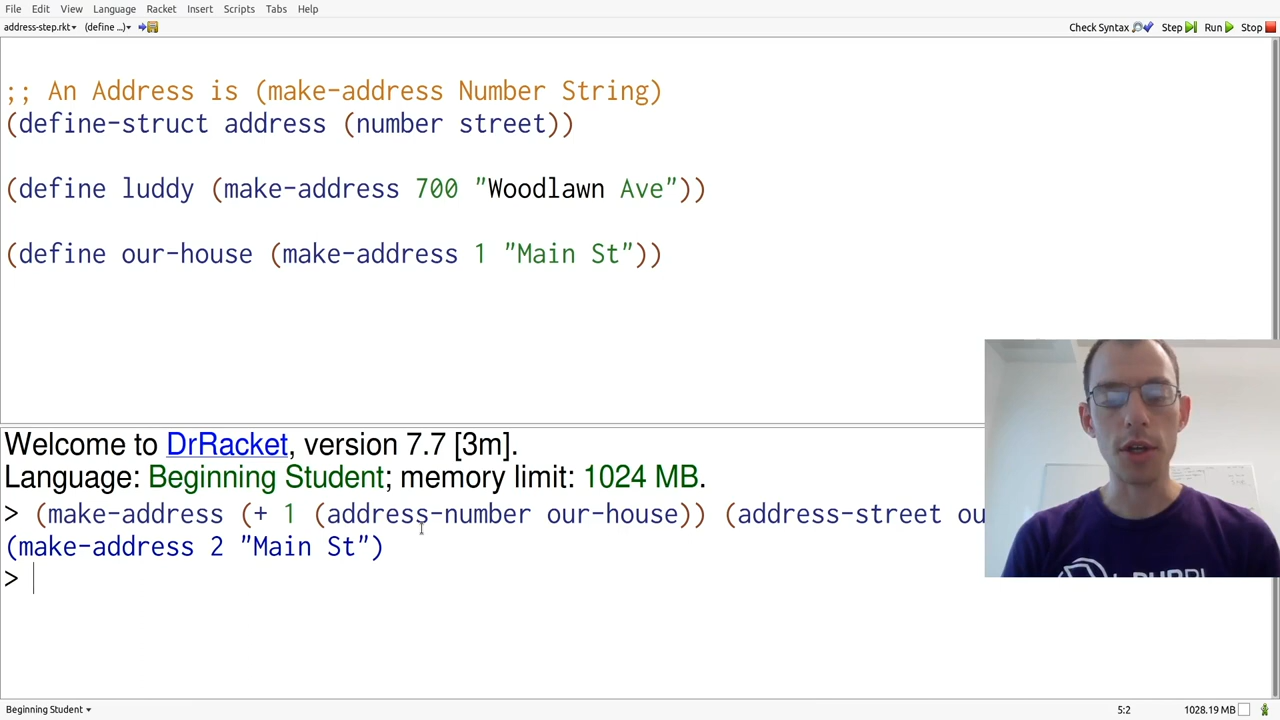 File Edit View Language Racket Insert Scripts Tabs Help
address-step.rkt (define ...) Check Syntax Step Run Stop
;; An Address is (make-address Number String)
(define-struct address (number street))
(define luddy (make-address 700 "Woodlawn Ave"))
(define our-house (make-address 1 "Main St"))
Welcome to DrRacket, version 7.7 [3m].
Language: Beginning Student; memory limit: 1024 MB.
> (make-address (+ 1 (address-number our-house)) (address-street
(make-address 2 "Main St")
>
Beginning Student 5:2 1028.19 MB